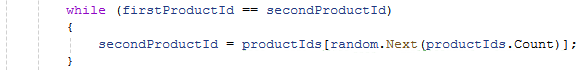 while (firstProductId == secondProductId)
{
secondProductId = productIds[random.Next(productIds.Count)];
}